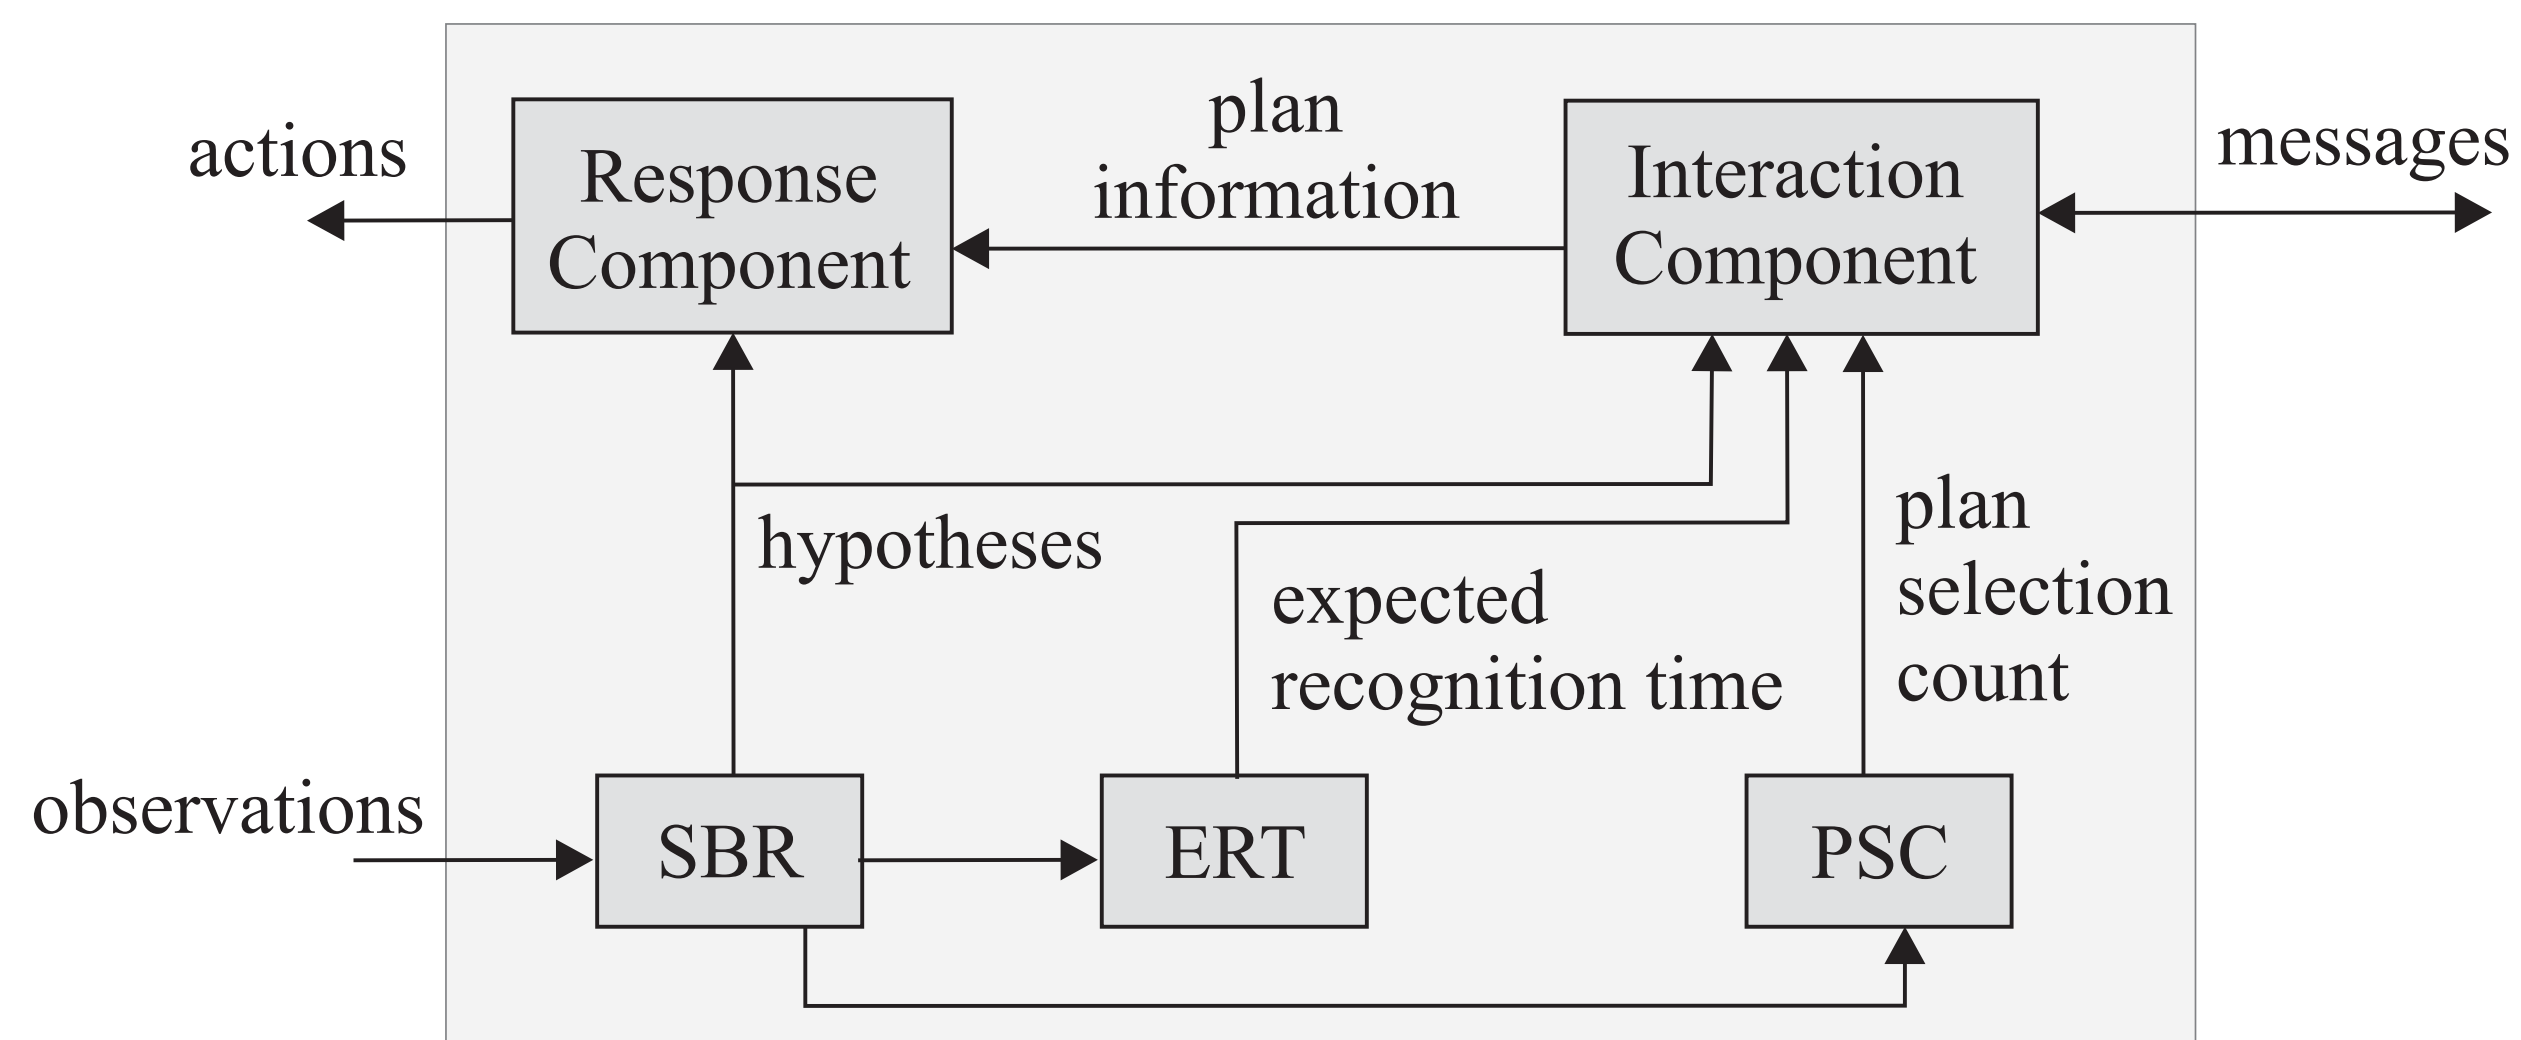 actions
Response
Component
plan
information
Interaction
Component
messages
hypotheses
expected
recognition time
plan
selection
count
observations
SBR
ERT
PSC